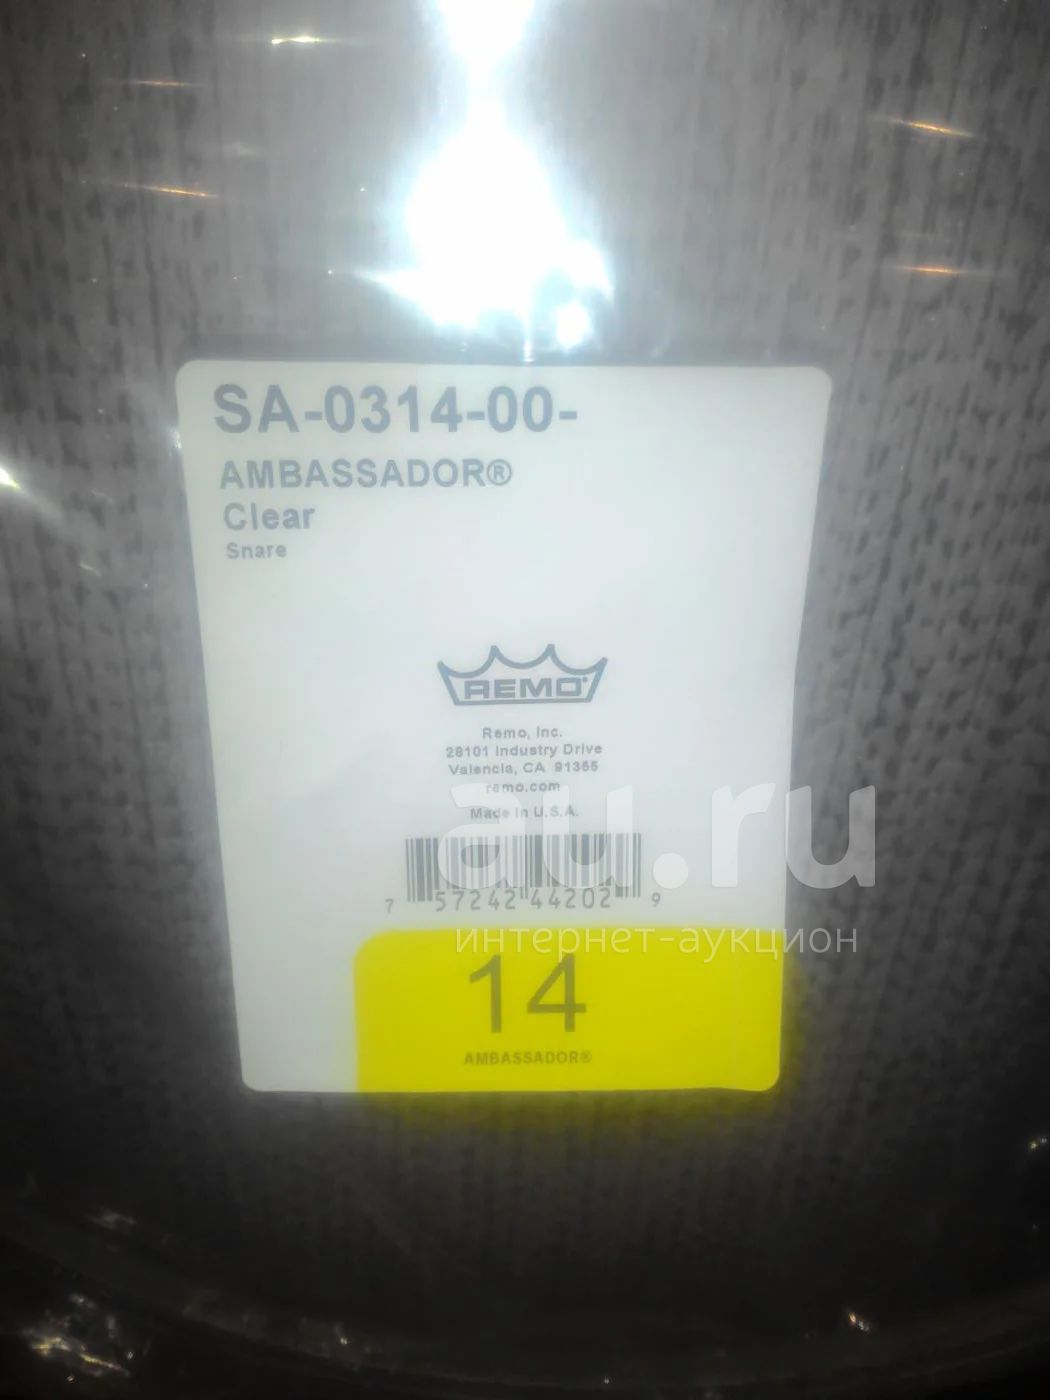 SA-0314-00-
AMBASSADOR®
Clear
Snare
REMO
Remo, Inc.
28101 Industry Drive
Valencia, CA 91355
remo.com
Made in U.S.A.
7 57242 44202 9
au.ru
интернет-аукцион
14
AMBASSADOR®